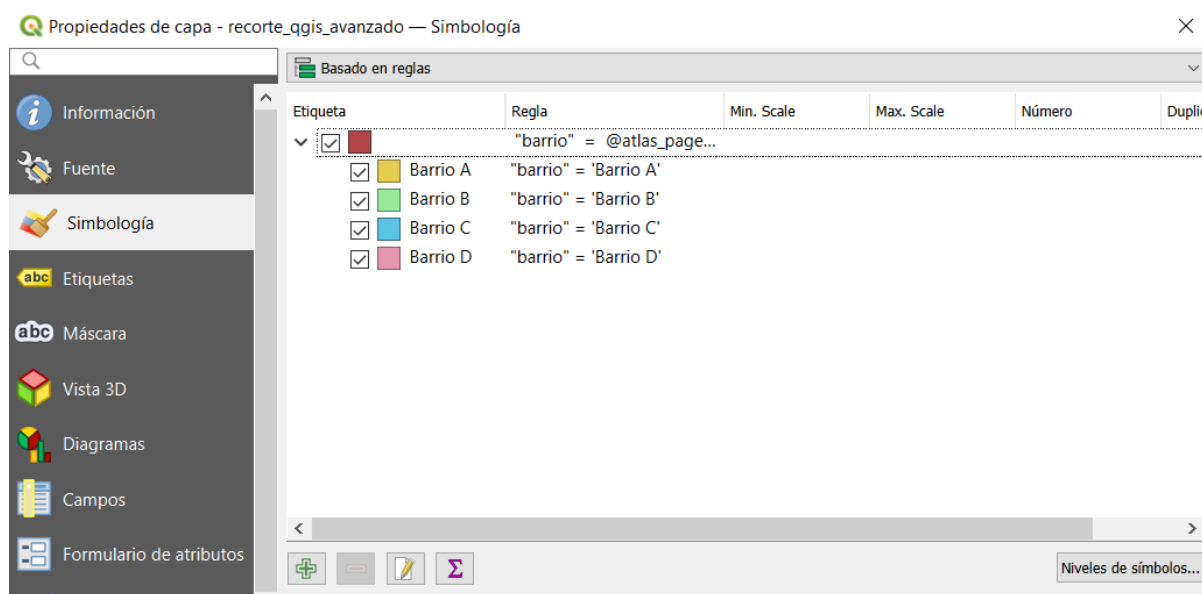 Propiedades de capa - recorte_qgis_avanzado — Simbología
Basado en reglas
Información
Fuente
Simbología
abc Etiquetas
abc Máscara
Vista 3D
Diagramas
Campos
Formulario de atributos
Etiqueta Regla Min. Scale Max. Scale Número Duplic
"barrio" = @atlas_page...
Barrio A "barrio" = 'Barrio A'
Barrio B "barrio" = 'Barrio B'
Barrio C "barrio" = 'Barrio C'
Barrio D "barrio" = 'Barrio D'
Σ
Niveles de símbolos...